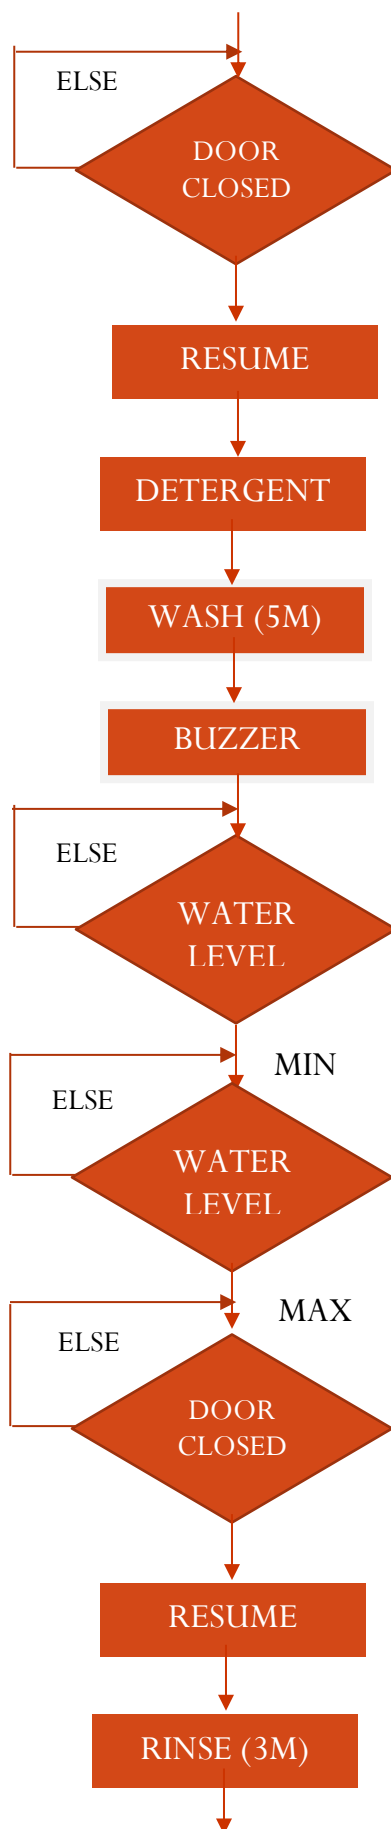 ELSE
DOOR
CLOSED
RESUME
DETERGENT
WASH (5M)
BUZZER
ELSE
WATER
LEVEL
MIN
ELSE
WATER
LEVEL
MAX
ELSE
DOOR
CLOSED
RESUME
RINSE (3M)